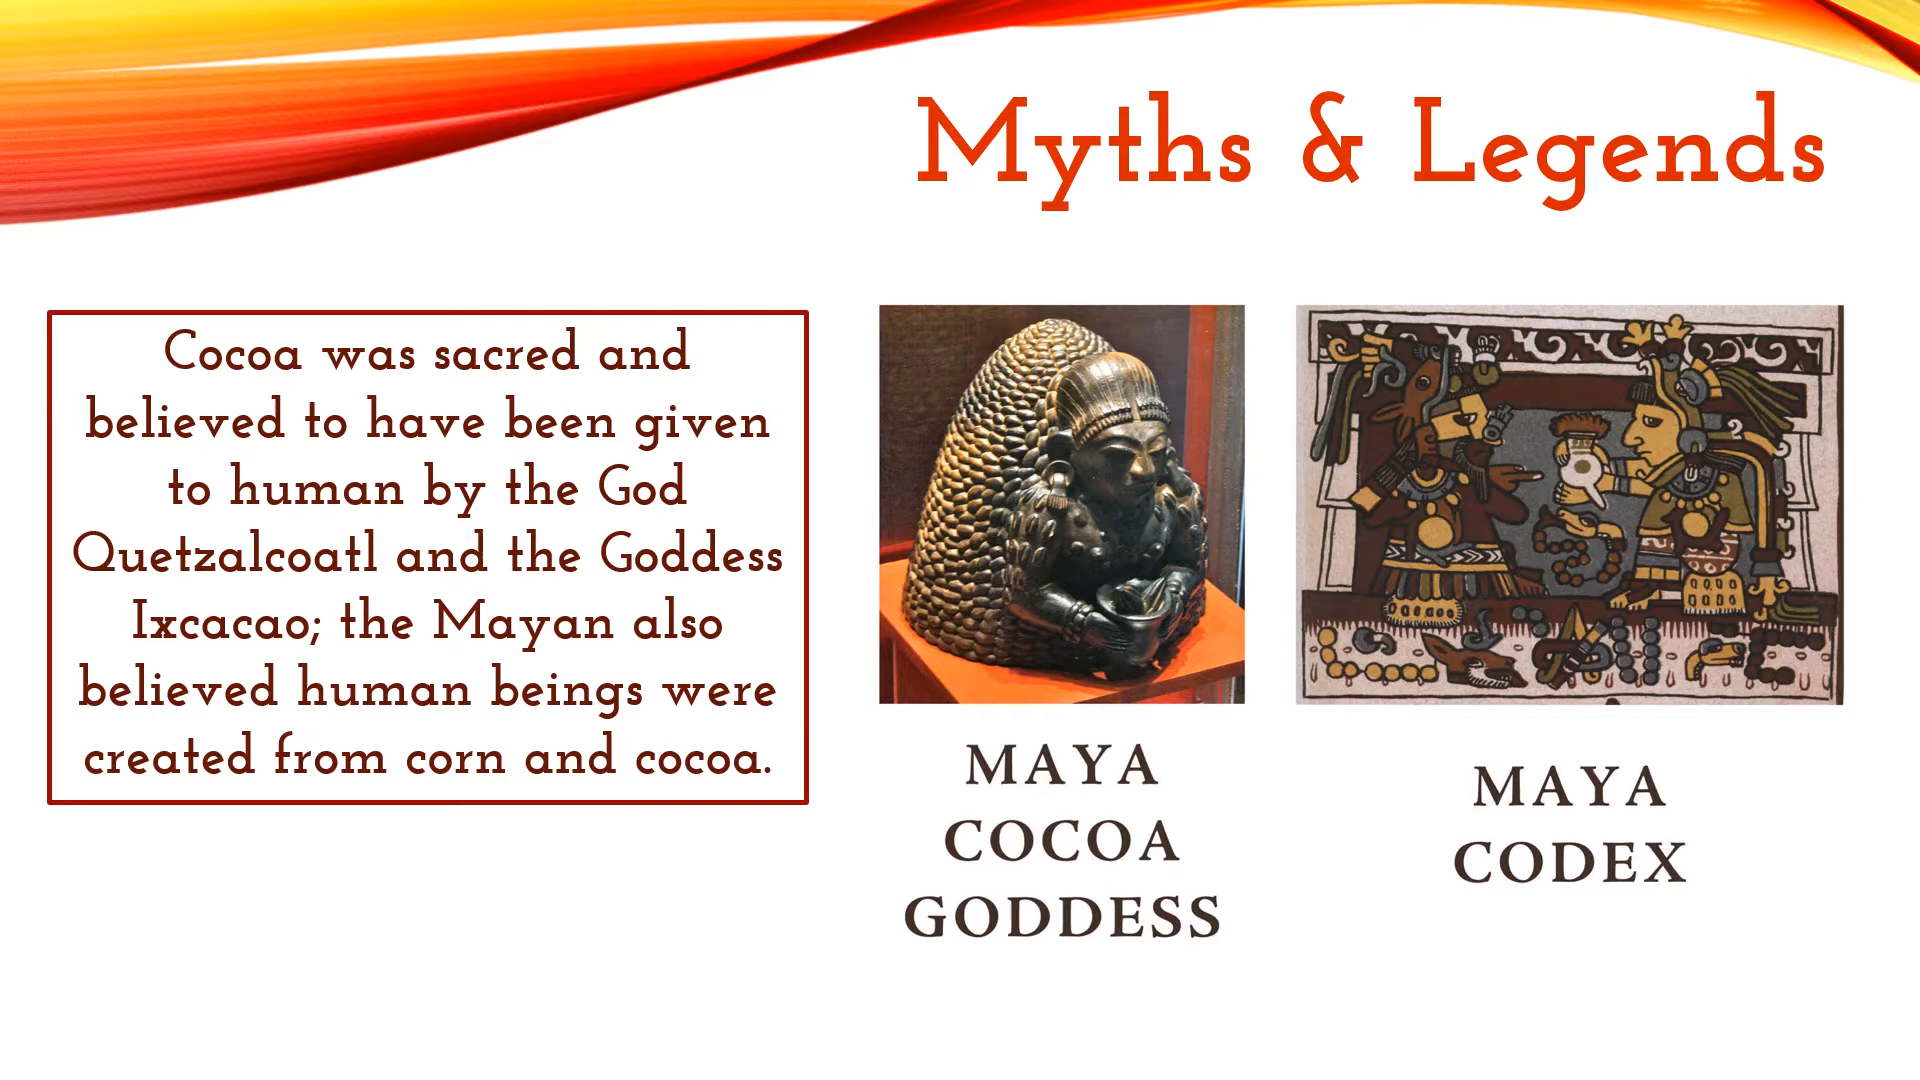 Myths & Legends
Cocoa was sacred and
believed to have been given
to human by the God
Quetzalcoatl and the Goddess
Ixcacao; the Mayan also
believed human beings were
created from corn and cocoa.
MAYA
COCOA
GODDESS
MAYA
CODEX